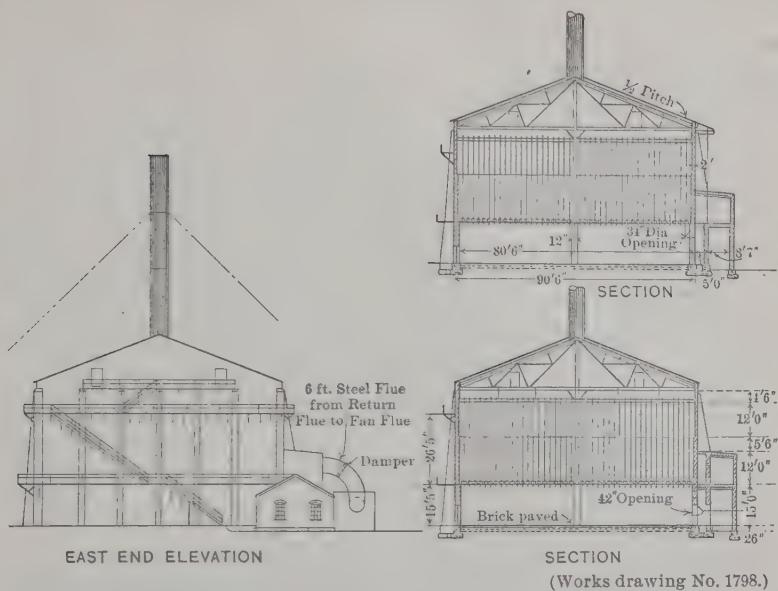 ½ Pitch
2'
31" Dia
Opening
12"
80'6"
3'7"
90'6"
5'0"
SECTION
6 ft. Steel Flue
from Return
Flue to Fan Flue
Damper
EAST END ELEVATION
1'6"
12'0"
5'6"
12'0"
26'5"
15'5"
42" Opening
15'0"
Brick paved
26"
SECTION
(Works drawing No. 1798.)